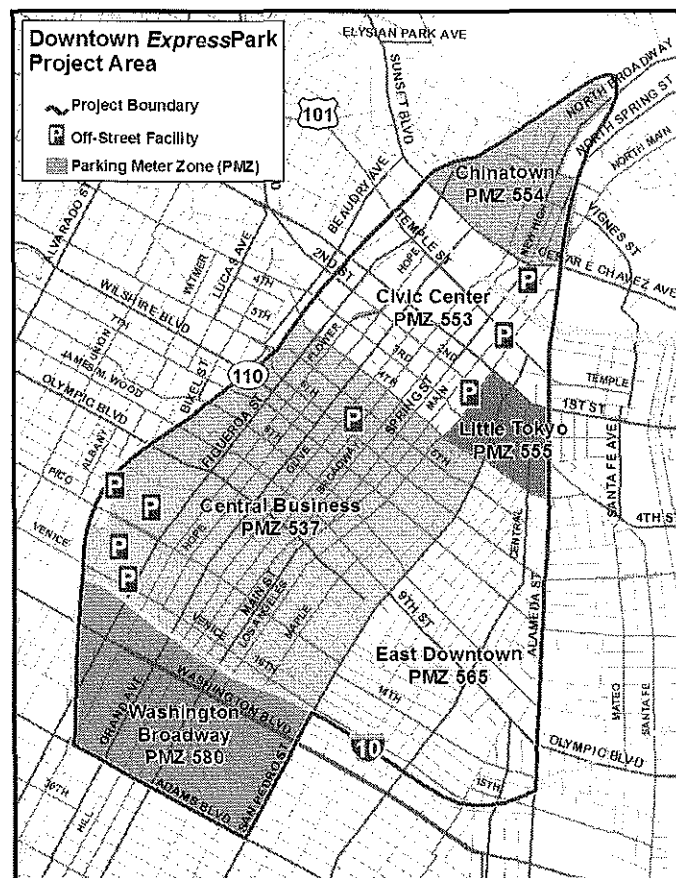 Downtown ExpressPark
Project Area
Project Boundary
P Off-Street Facility
Parking Meter Zone (PMZ)
ELYSIAN PARK AVE
SUNSET BLVD
101
NORTH BROADWAY
NORTH SPRING ST
NORTH MAIN
Chinatown
PMZ 554
VIGNES ST
BEAUDRY AVE
ALVARADO ST
TEMPLE ST
HOPE
CESAR E CHAVEZ AVE
2ND ST
LUCAS AVE
WITMER
4TH
5TH
P
Civic Center
PMZ 553
WILSHIRE BLVD
7TH
UNION
FLOWER
3RD
2ND
P
JAMES M. WOOD
BIXEL ST
110
4TH
SPRING ST
MAIN
P
TEMPLE
1ST ST
OLYMPIC BLVD
ALBANY
FIGUEROA ST
6TH
8TH
OLIVE
P
BROADWAY
5TH
Little Tokyo
PMZ 555
SANTA FE AVE
PICO
P
P
Central Business
PMZ 537
4TH ST
VENICE
P
HOPE
CENTRAL
P
MAIN ST
LOS ANGELES
MAPLE
VENICE
16TH
9TH ST
ALAMEDA ST
East Downtown
PMZ 565
14TH
WASHINGTON BLVD
GRAND AVE
Washington
Broadway
PMZ 580
MATEO
SANTA FE
10
OLYMPIC BLVD
SAN PEDRO ST
15TH
ADAMS BLVD
HILL